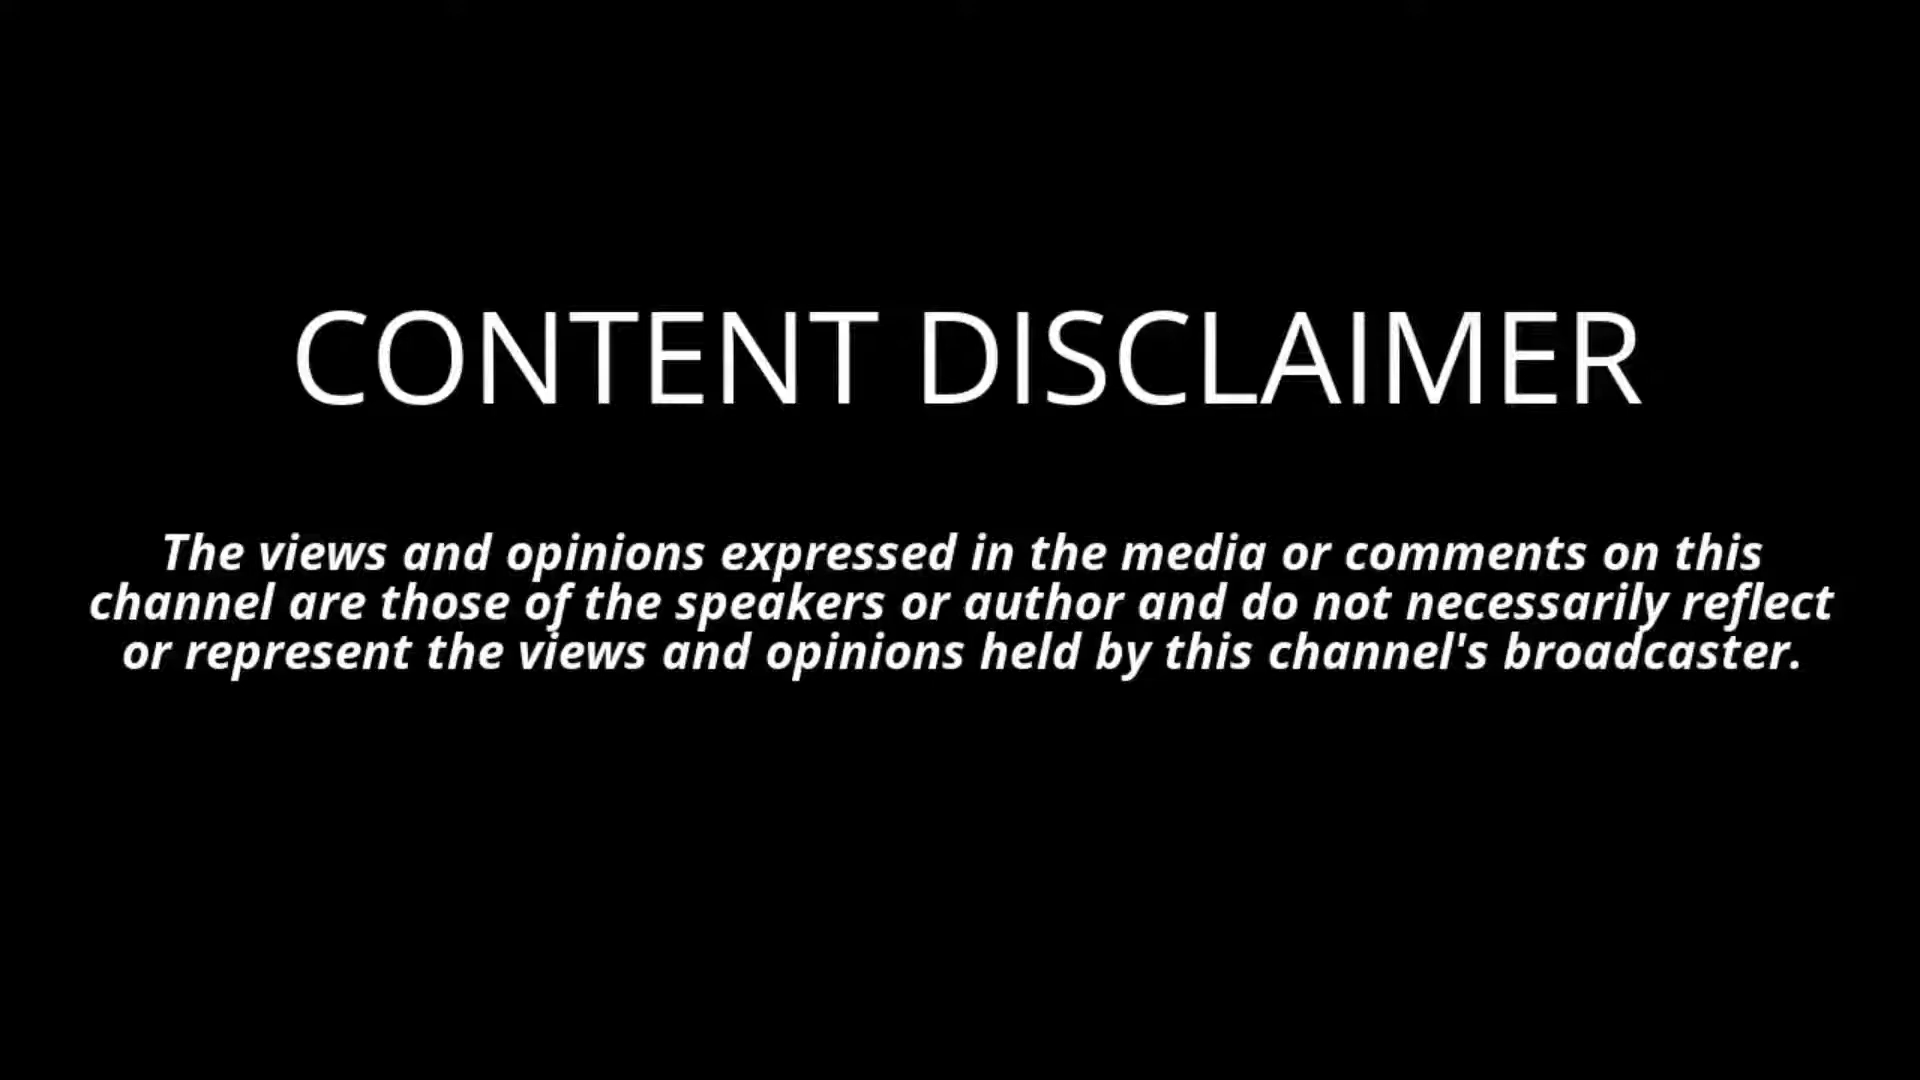 CONTENT DISCLAIMER
The views and opinions expressed in the media or comments on this
channel are those of the speakers or author and do not necessarily reflect
or represent the views and opinions held by this channel's broadcaster.